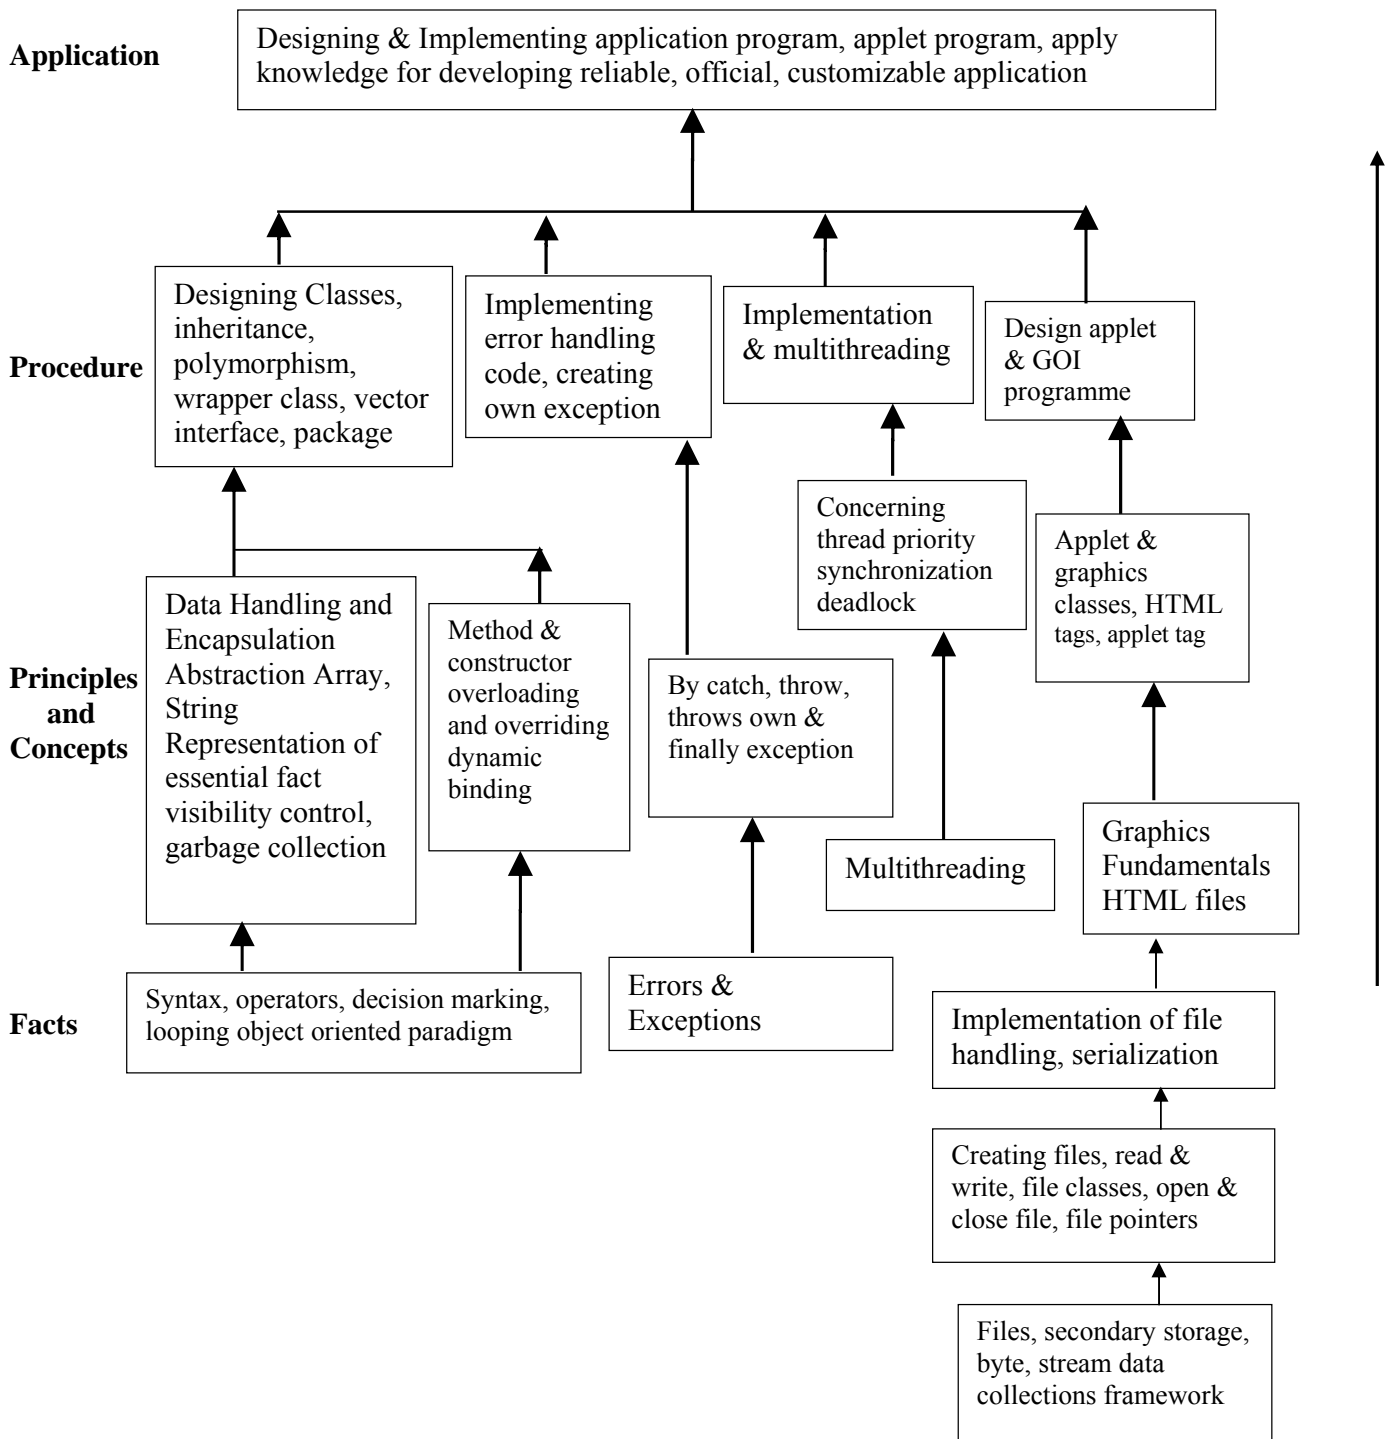 Application
Designing & Implementing application program, applet program, apply
knowledge for developing reliable, official, customizable application
Procedure
Designing Classes,
inheritance,
polymorphism,
wrapper class, vector
interface, package
Implementing
error handling
code, creating
own exception
Implementation
& multithreading
Design applet
& GOI
programme
Principles
and
Concepts
Data Handling and
Encapsulation
Abstraction Array,
String
Representation of
essential fact
visibility control,
garbage collection
Method &
constructor
overloading
and overriding
dynamic
binding
By catch, throw,
throws own &
finally exception
Concerning
thread priority
synchronization
deadlock
Applet &
graphics
classes, HTML
tags, applet tag
Multithreading
Graphics
Fundamentals
HTML files
Facts
Syntax, operators, decision marking,
looping object oriented paradigm
Errors &
Exceptions
Implementation of file
handling, serialization
Creating files, read &
write, file classes, open &
close file, file pointers
Files, secondary storage,
byte, stream data
collections framework